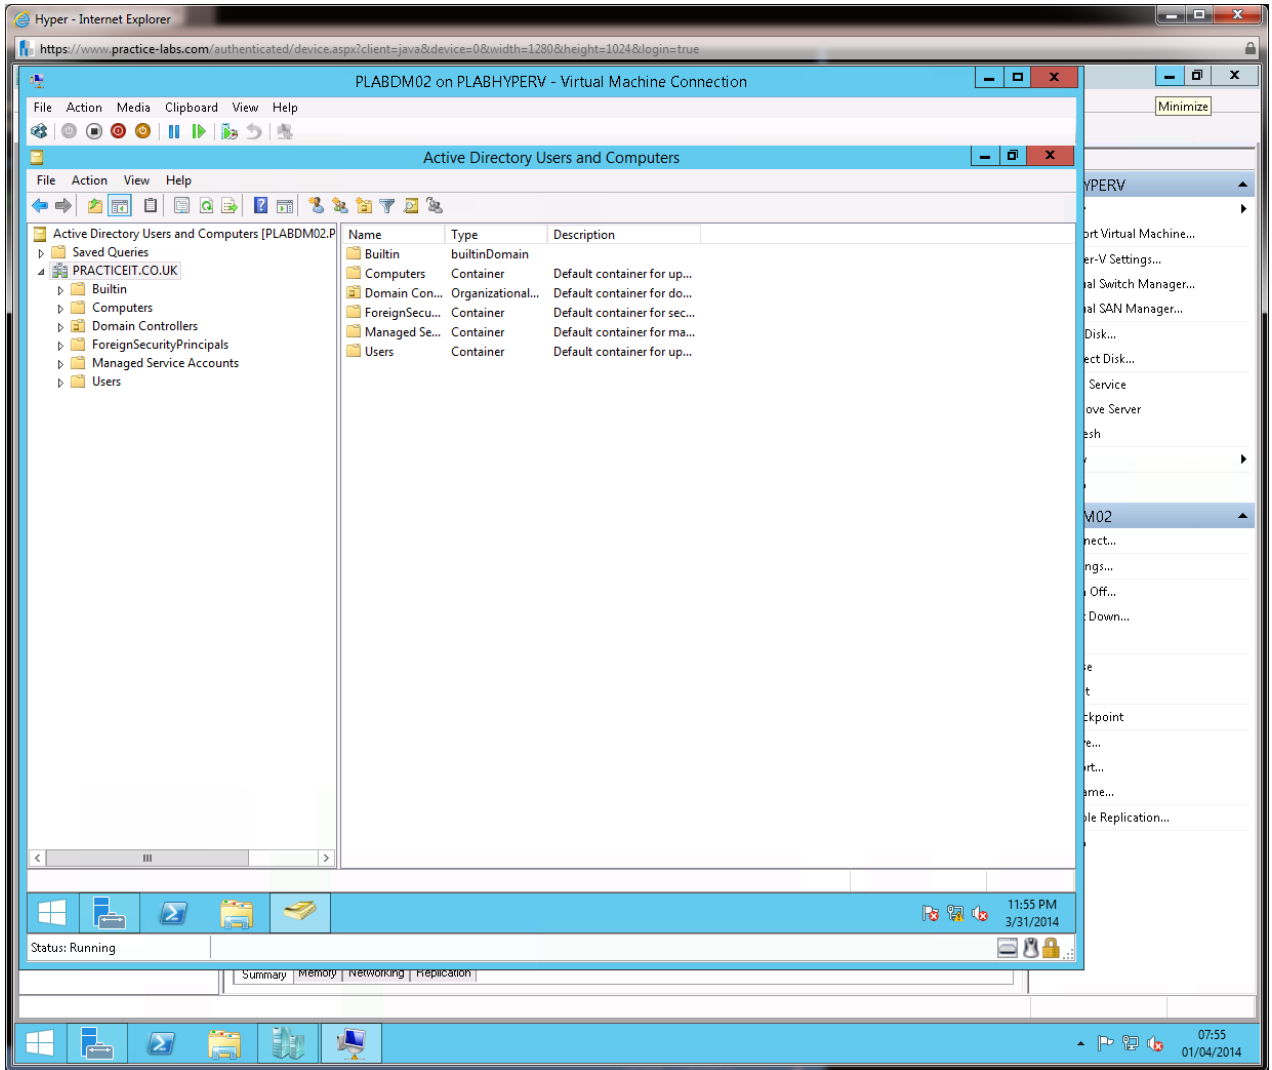 Hyper - Internet Explorer
https://www.practice-labs.com/authenticated/device.aspx?client=java&device=0&width=1280&height=1024&login=true
PLABDM02 on PLABHYPERV - Virtual Machine Connection
Minimize
File Action Media Clipboard View Help
Active Directory Users and Computers
File Action View Help
Active Directory Users and Computers [PLABDM02.P
Saved Queries
PRACTICEIT.CO.UK
Builtin
Computers
Domain Controllers
ForeignSecurityPrincipals
Managed Service Accounts
Users
Name Type Description
Builtin builtinDomain
Computers Container Default container for up...
Domain Con... Organizational... Default container for do...
ForeignSecu... Container Default container for sec...
Managed Se... Container Default container for ma...
Users Container Default container for up...
YPERV
ort Virtual Machine...
er-V Settings...
al Switch Manager...
al SAN Manager...
Disk...
ect Disk...
Service
ove Server
esh
M02
nect...
ngs...
Off...
Down...
e
t
ckpoint
e...
rt...
ame...
ble Replication...
11:55 PM
3/31/2014
Status: Running
Summary Memory Networking Replication
07:55
01/04/2014